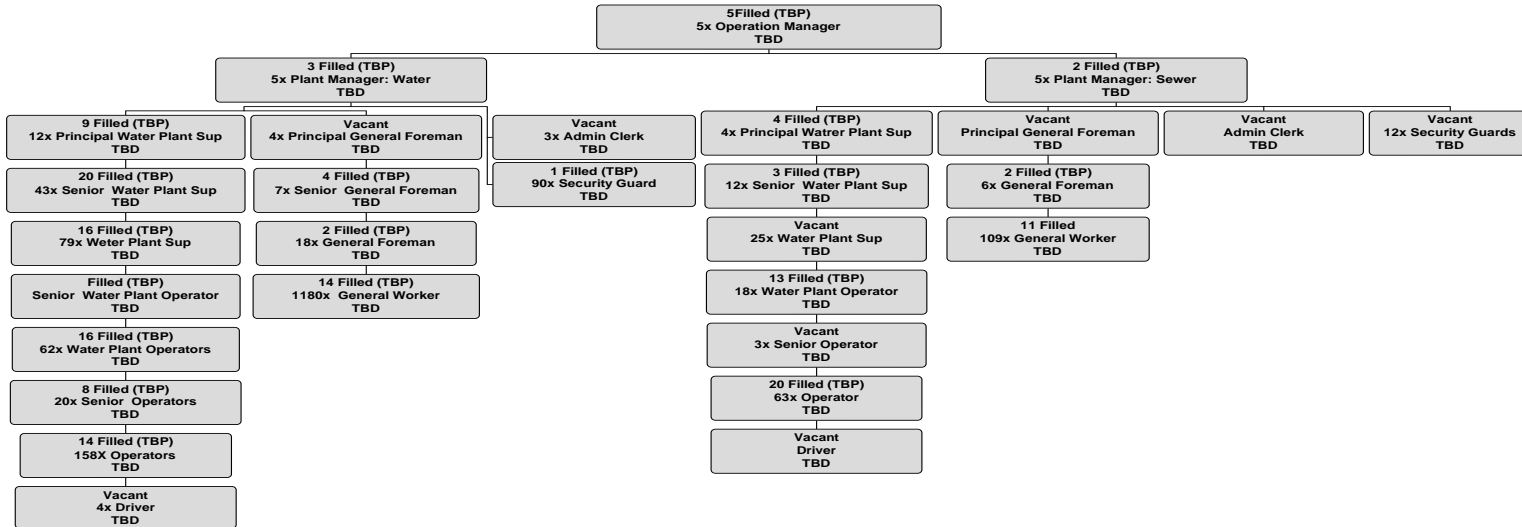 5Filled (TBP)
5x Operation Manager
TBD
3 Filled (TBP)
5x Plant Manager: Water
TBD
2 Filled (TBP)
5x Plant Manager: Sewer
TBD
9 Filled (TBP)
12x Principal Water Plant Sup
TBD
20 Filled (TBP)
43x Senior Water Plant Sup
TBD
16 Filled
79x Weter Plant Sup
TBD
Filled (TBP)
Senior Water Plant Operator
TBD
16 Filled (TBP)
62x Water Plant Operators
TBD
8 Filled (TBP)
20x Senior Operators
TBD
14 Filled (TBP)
158X Operators
TBD
Vacant
4x Driver
TBD
Vacant
4x Principal General Foreman
TBD
4 Filled (TBP)
7x Senior General Foreman
TBD
2 Filled (TBP)
18x General Foreman
TBD
14 Filled (TBP)
1180x General Worker
TBD
Vacant
3x Admin Clerk
TBD
1 Filled (TBP)
90x Security Guard
TBD
4 Filled (TBP)
4x Principal Watrer Plant Sup
TBD
3 Filled (TBP)
12x Senior Water Plant Sup
TBD
Vacant
25x Water Plant Sup
TBD
13 Filled (TBP)
18x Water Plant Operator
TBD
Vacant
3x Senior Operator
TBD
20 Filled (TBP)
63x Operator
TBD
Vacant
Driver
TBD
Vacant
Principal General Foreman
TBD
2 Filled (TBP)
6x General Foreman
TBD
11 Filled
109x General Worker
TBD
Vacant
Admin Clerk
TBD
Vacant
12x Security Guards
TBD